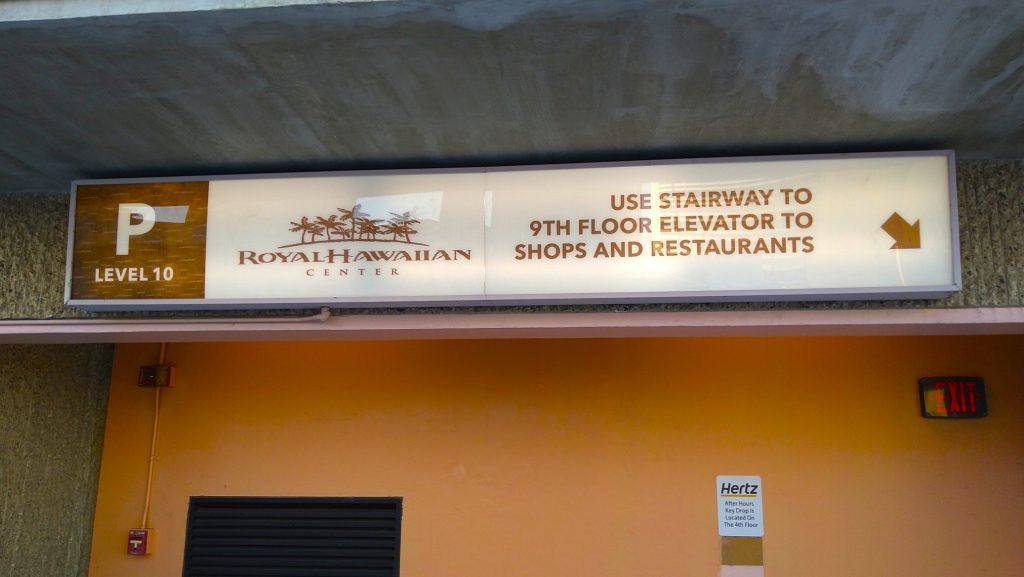 P
LEVEL 10
ROYAL HAWAIIAN
CENTER
USE STAIRWAY TO
9TH FLOOR ELEVATOR TO
SHOPS AND RESTAURANTS
EXIT
Hertz
After Hours
Key Drop Is
Located On
The 4th Floor